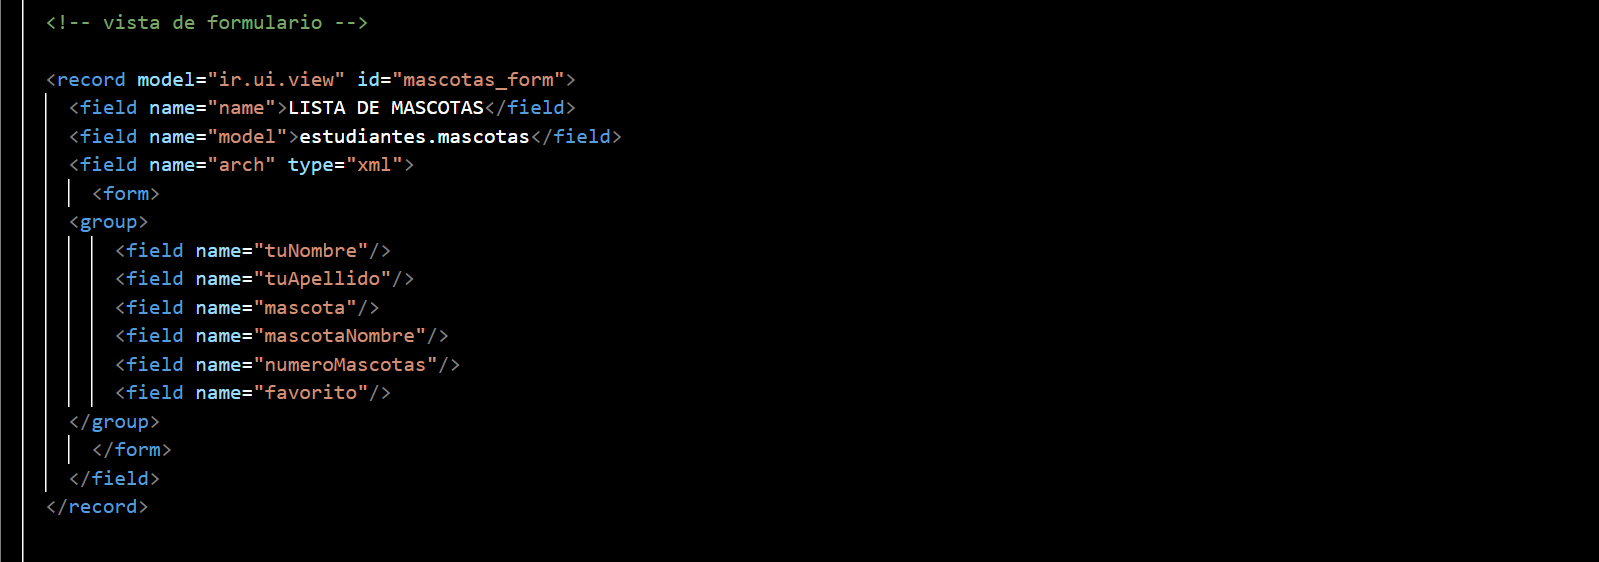 <!-- vista de formulario -->
<record model="ir.ui.view" id="mascotas_form">
<field name="name">LISTA DE MASCOTAS</field>
<field name="model">estudiantes.mascotas</field>
<field name="arch" type="xml">
<form>
<group>
<field name="tuNombre"/>
<field name="tuApellido"/>
<field name="mascota"/>
<field name="mascotaNombre"/>
<field name="numeroMascotas"/>
<field name="favorito"/>
</group>
</form>
</field>
</record>